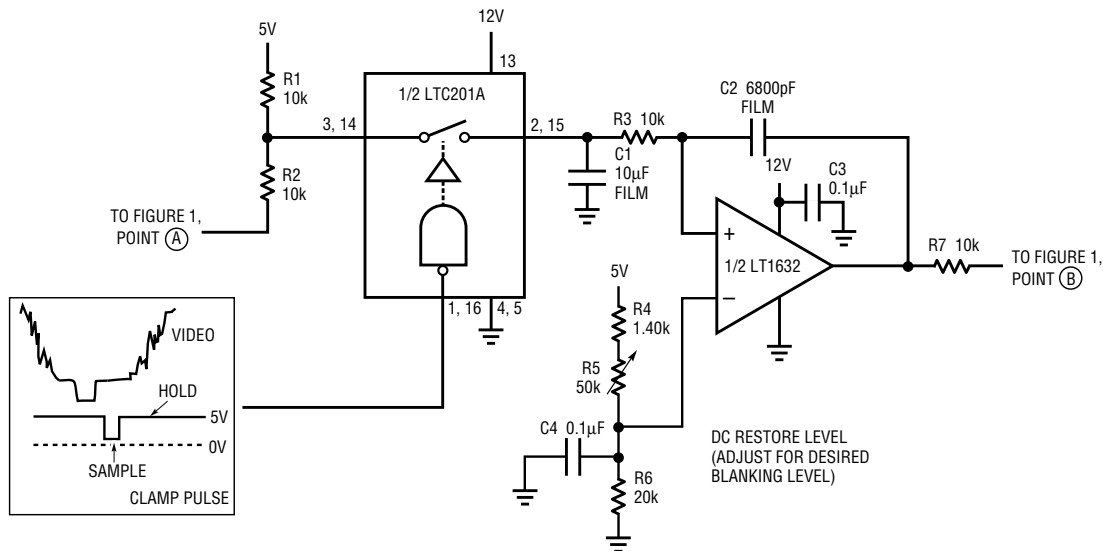 12V
5V
13
R1
10k
1/2 LTC201A
C2 6800pF
FILM
3, 14
2, 15
R3 10k
12V
R2
10k
C1
10µF
FILM
C3
0.1µF
TO FIGURE 1,
POINT A
+
1/2 LT1632
−
R7 10k
TO FIGURE 1,
POINT B
5V
1, 16
4, 5
R4
1.40k
R5
50k
VIDEO
HOLD
5V
0V
SAMPLE
CLAMP PULSE
C4 0.1µF
DC RESTORE LEVEL
(ADJUST FOR DESIRED
BLANKING LEVEL)
R6
20k